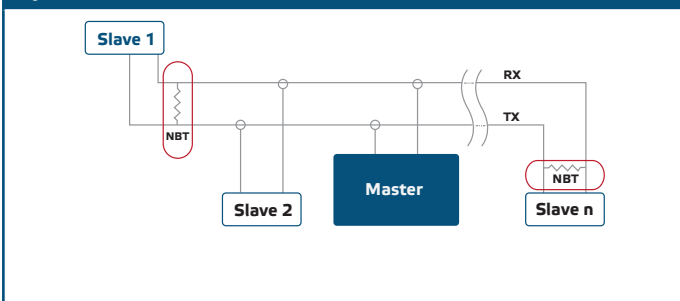 Slave 1
RX
TX
NBT
NBT
Master
Slave 2
Slave n